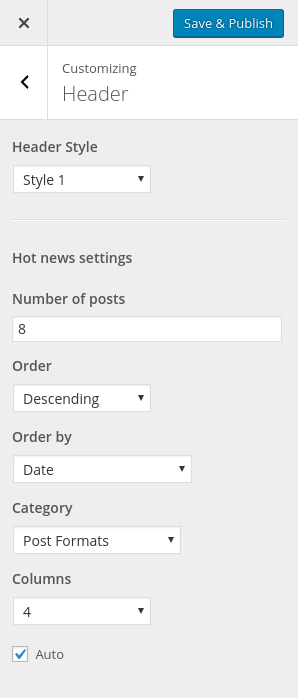 Save & Publish
Customizing
Header
Header Style
Style 1
Hot news settings
Number of posts
8
Order
Descending
Order by
Date
Category
Post Formats
Columns
4
Auto